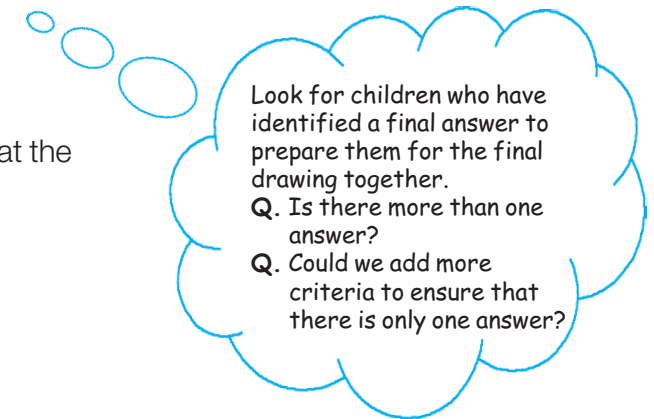 Look for children who have
identified a final answer to
at the
prepare them for the final
drawing together.
Q. Is there more than one
answer?
Q. Could we add more
criteria to ensure that
there is only one answer?